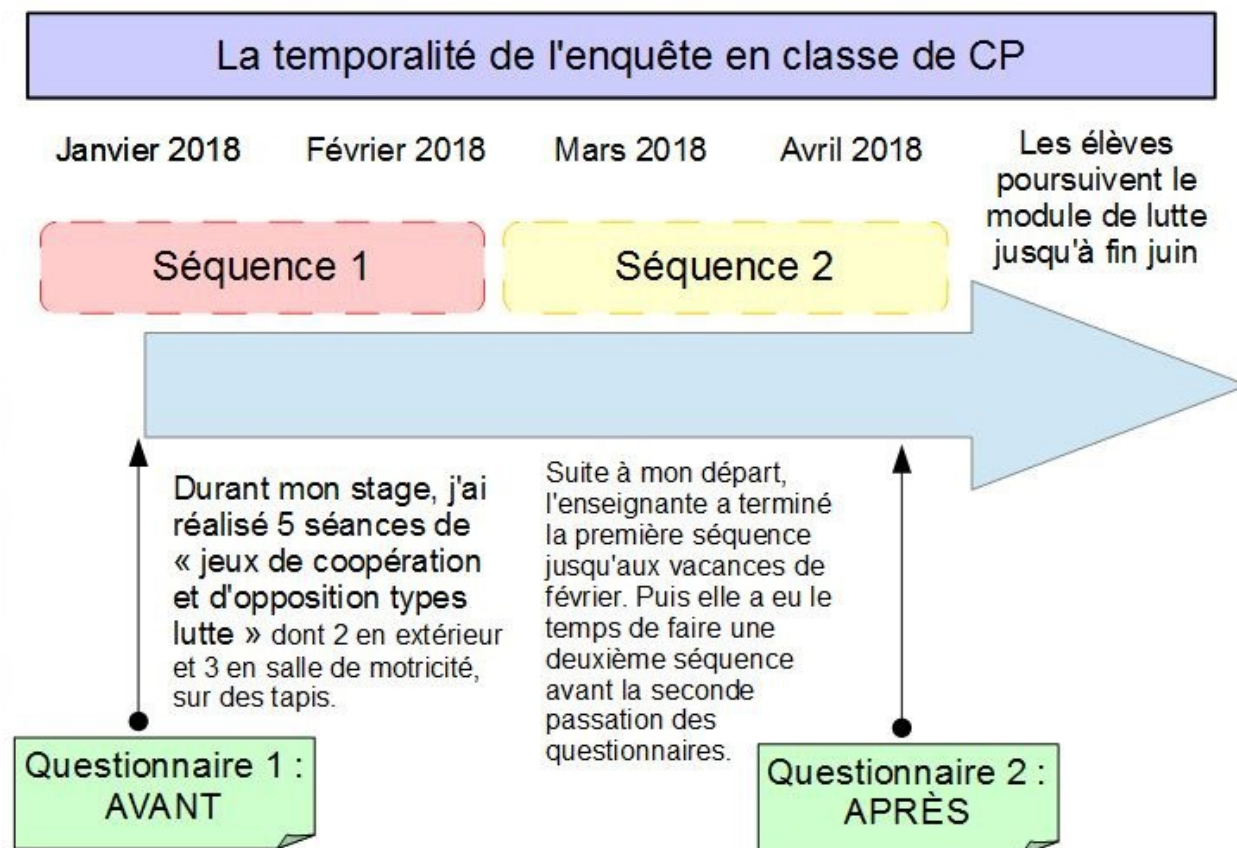 La temporalité de l'enquête en classe de CP
Janvier 2018
Février 2018
Mars 2018
Avril 2018
Les élèves
poursuivent le
module de lutte
jusqu'à fin juin
Séquence 1
Séquence 2
Durant mon stage, j'ai
réalisé 5 séances de
« jeux de coopération
et d'opposition types
lutte » dont 2 en extérieur
et 3 en salle de motricité,
sur des tapis.
Suite à mon départ,
l'enseignante a terminé
la première séquence
jusqu'aux vacances de
février. Puis elle a eu le
temps de faire une
deuxième séquence
avant la seconde
passation des
questionnaires.
Questionnaire 1 :
AVANT
Questionnaire 2 :
APRÈS